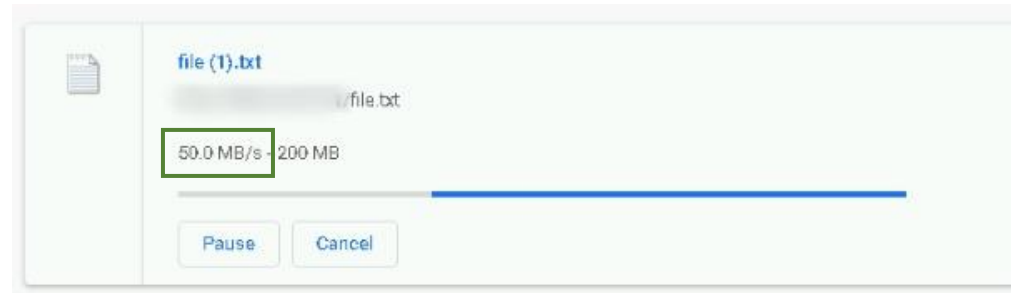 file (1).txt
/file.txt
50.0 MB/s - 200 MB
Pause
Cancel